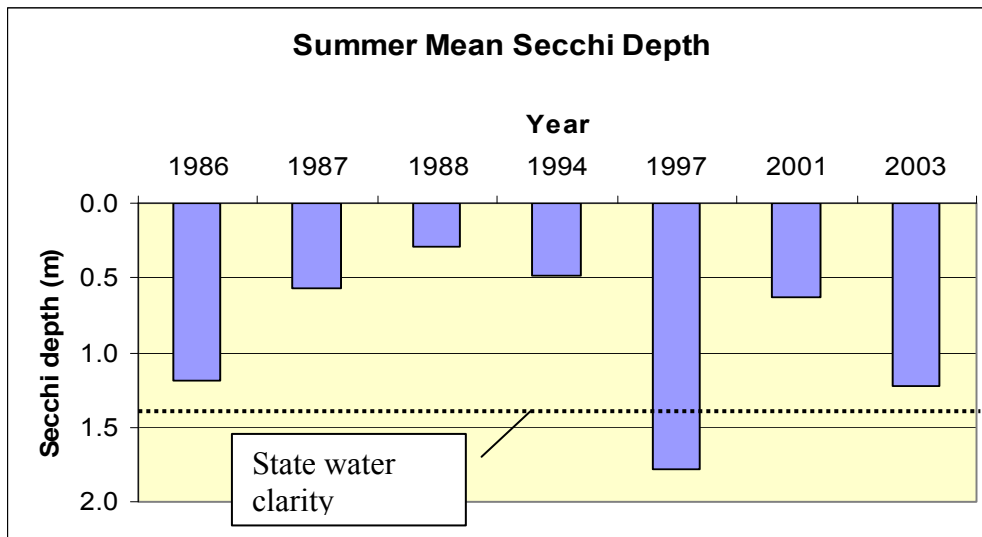 Summer Mean Secchi Depth
Year
1986 1987 1988 1994 1997 2001 2003
Secchi depth (m)
0.0
0.5
1.0
1.5
2.0
State water
clarity